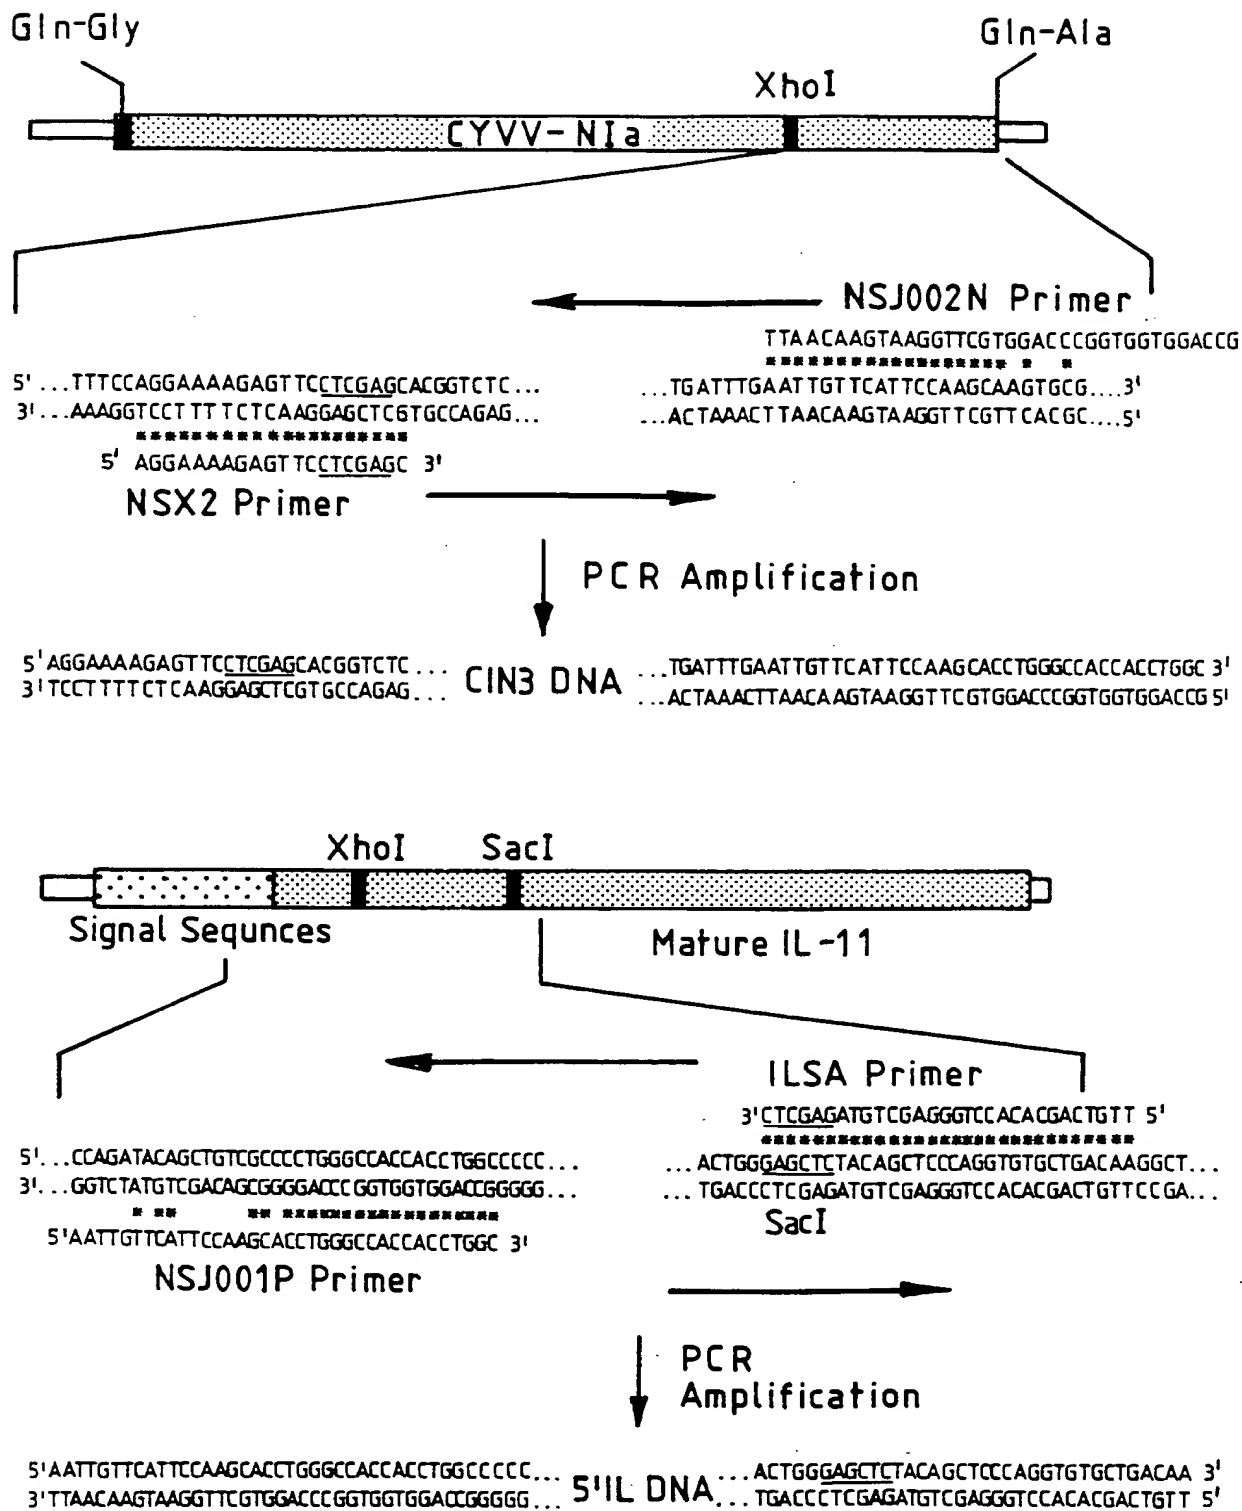 Gln-Gly
Gln-Ala
XhoI
CYVV-NIa
NSJ002N Primer
TTAACAAGTAAGGTTCGTGGACCCGGTGGTGGACCG
5' ...TTTCCAGGAAAAGAGTTCCTCGAGCACGGTCTC...
...TGATTTGAATTGTTCATTCCAAGCAAGTGCG....3'
3' ...AAAGGTCCTTTTCTCAAGGAGCTCGTGCCAGAG...
...ACTAAACTTAACAAGTAAGGTTCGTTCACGC....5'
5' AGGAAAAGAGTTCCTCGAGC 3'
NSX2 Primer
PCR Amplification
5'AGGAAAAGAGTTCCTCGAGCACGGTCTC...
CIN3 DNA
...TGATTTGAATTGTTCATTCCAAGCACCTGGGCCACCACCTGGC 3'
3'TCCTTTTCTCAAGGAGCTCGTGCCAGAG...
...ACTAAACTTAACAAGTAAGGTTCGTGGACCCGGTGGTGGACCG 5'
XhoI
SacI
Signal Sequnces
Mature IL-11
ILSA Primer
3'CTCGAGATGTCGAGGGTCCACACGACTGTT 5'
5'...CCAGATACAGCTGTCGCCCCTGGGCCACCACCTGGCCCCC...
...ACTGGGAGCTCTACAGCTCCCAGGTGTGCTGACAAGGCT...
3'...GGTCTATGTCGACAGCGGGGACCCGGTGGTGGACCGGGGG...
...TGACCCTCGAGATGTCGAGGGTCCACACGACTGTTCCGA...
SacI
5'AATTGTTCATTCCAAGCACCTGGGCCACCACCTGGC 3'
NSJ001P Primer
PCR
Amplification
5'AATTGTTCATTCCAAGCACCTGGGCCACCACCTGGCCCCC...
5'IL DNA
...ACTGGGAGCTCTACAGCTCCCAGGTGTGCTGACAA 3'
3'TTAACAAGTAAGGTTCGTGGACCCGGTGGTGGACCGGGGG...
...TGACCCTCGAGATGTCGAGGGTCCACACGACTGTT 5'